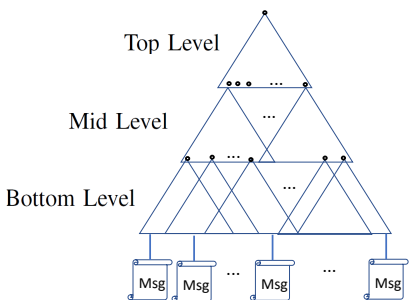 Top Level
...
Mid Level
...
...
Bottom Level
...
Msg Msg ... Msg ... Msg